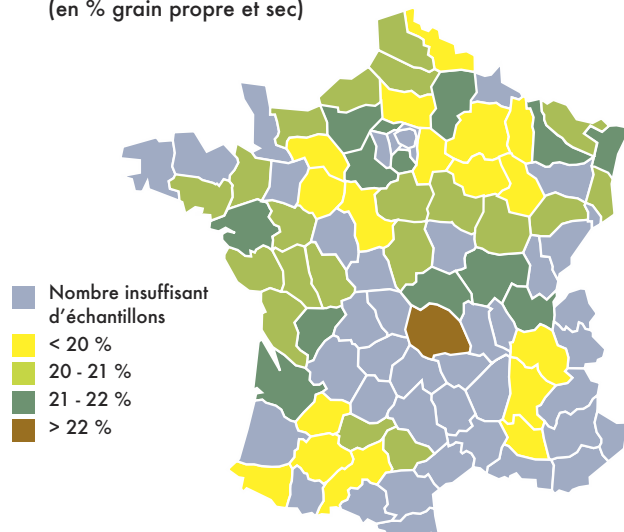 (en % grain propre et sec)
Nombre insuffisant
d'échantillons
< 20 %
20 - 21 %
21 - 22 %
> 22 %